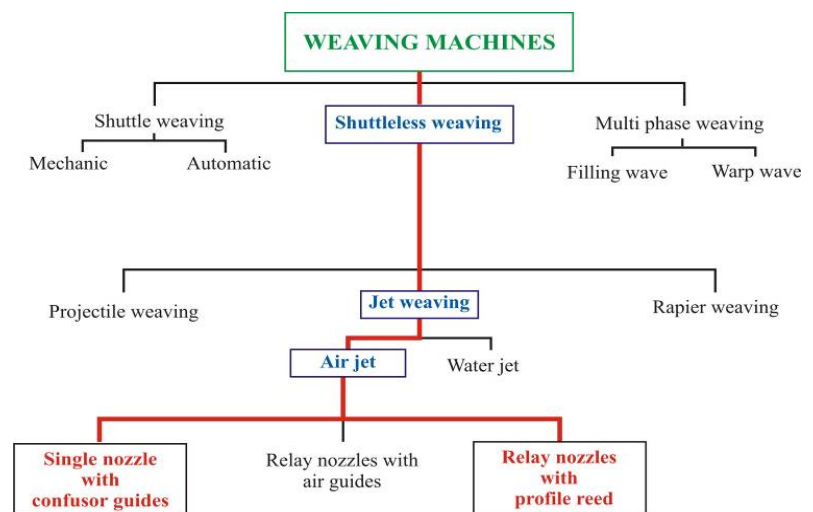 WEAVING MACHINES
Shuttle weaving
Shuttleless weaving
Multi phase weaving
Mechanic
Automatic
Filling wave
Warp wave
Projectile weaving
Jet weaving
Rapier weaving
Air jet
Water jet
Single nozzle
with
confusor guides
Relay nozzles with
air guides
Relay nozzles
with
profile reed